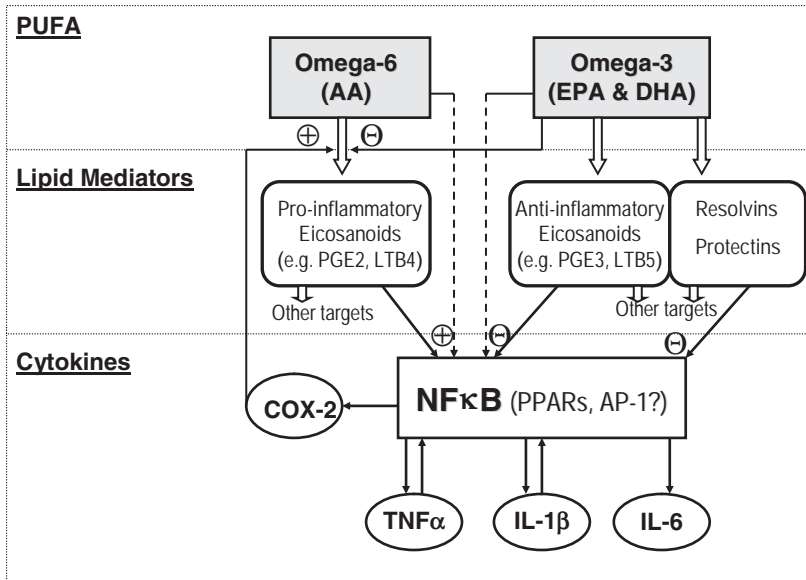 PUFA
Omega-6
(AA)
Omega-3
(EPA & DHA)
⊕
Θ
Lipid Mediators
Pro-inflammatory
Eicosanoids
(e.g. PGE2, LTB4)
Anti-inflammatory
Eicosanoids
(e.g. PGE3, LTB5)
Resolvins
Protectins
Other targets
Other targets
⊕
Θ
Θ
Cytokines
COX-2
NFκB (PPARs, AP-1?)
TNFα
IL-1β
IL-6